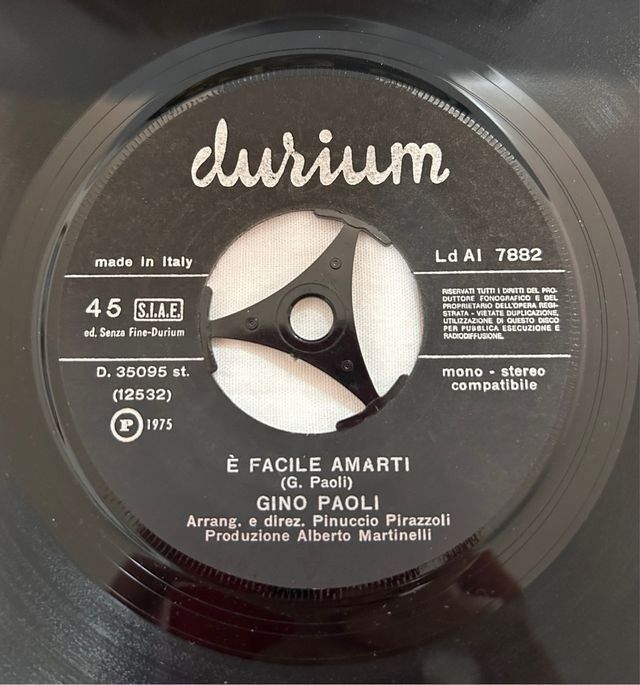 durium
made in Italy
Ld AI 7882
45 S.I.A.E.
ed. Senza Fine-Durium
RISERVATI TUTTI I DIRITTI DEL PRO-
DUTTORE FONOGRAFICO E DEL
PROPRIETARIO DELL'OPERA REGI-
STRATA - VIETATE DUPLICAZIONE,
UTILIZZAZIONE DI QUESTO DISCO
PER PUBBLICA ESECUZIONE E
RADIODIFFUSIONE.
D. 35095 st.
(12532)
P 1975
mono - stereo
compatibile
È FACILE AMARTI
(G. Paoli)
GINO PAOLI
Arrang. e direz. Pinuccio Pirazzoli
Produzione Alberto Martinelli